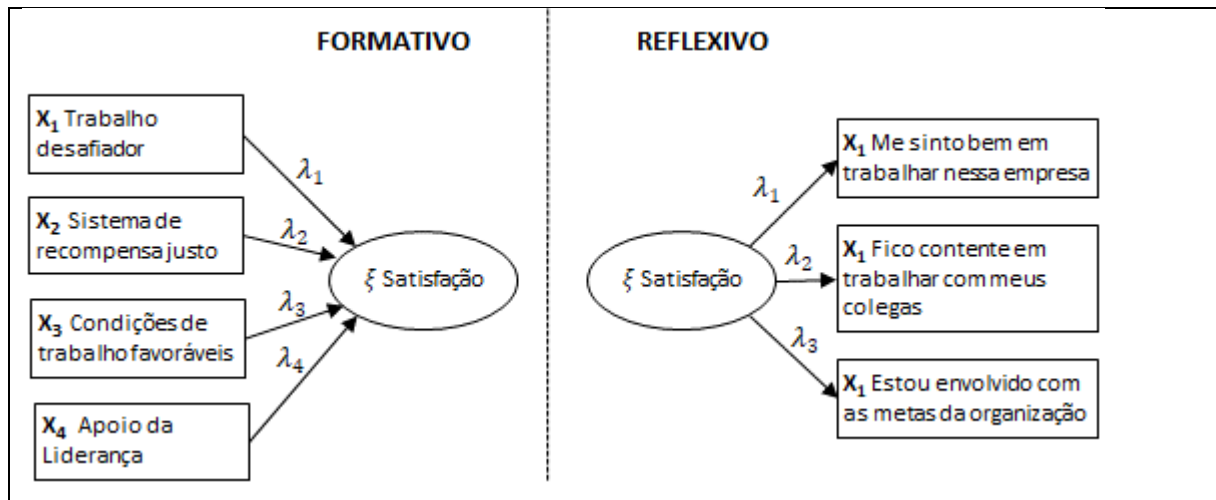 FORMATIVO
X1 Trabalho
desafiador
λ1
X2 Sistema de
recompensa justo
λ2
X3 Condições de
trabalho favoráveis
λ3
X4 Apoio da
Liderança
λ4
ξ Satisfação
REFLEXIVO
ξ Satisfação
λ1
X1 Me sinto bem em
trabalhar nessa empresa
λ2
X1 Fico contente em
trabalhar com meus
colegas
λ3
X1 Estou envolvido com
as metas da organização